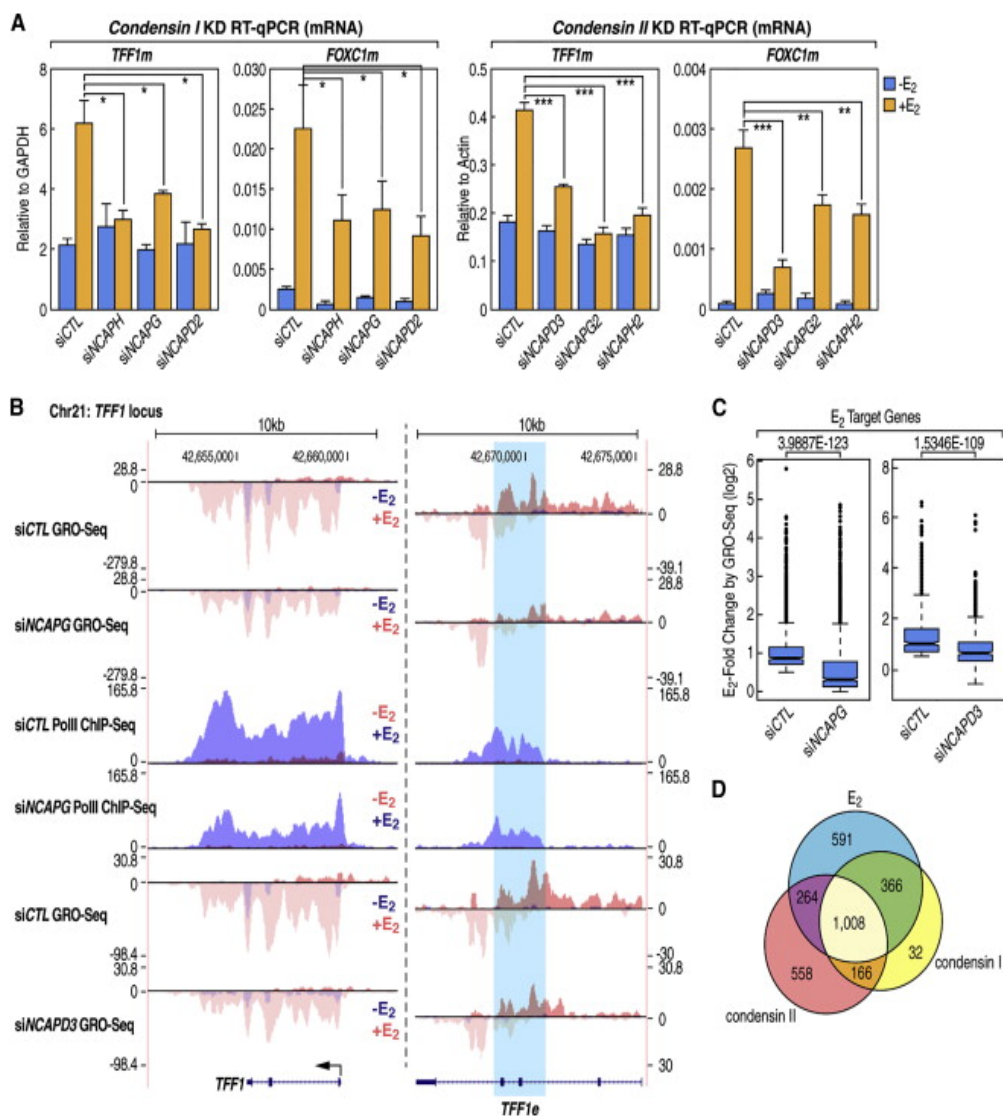 A
Condensin I KD RT-qPCR (mRNA)
TFF1m
FOXC1m
Relative to GAPDH
8
6
4
2
0
0.030
0.025
0.020
0.015
0.010
0.005
0
* * *
* * *
siCTL siNCAPH siNCAPG siNCAPD2
siCTL siNCAPH siNCAPG siNCAPD2
Condensin II KD RT-qPCR (mRNA)
TFF1m
FOXC1m
Relative to Actin
0.5
0.4
0.3
0.2
0.1
0
0.004
0.003
0.002
0.001
0
*** *** ***
*** ** **
siCTL siNCAPD3 siNCAPG2 siNCAPH2
siCTL siNCAPD3 siNCAPG2 siNCAPH2
-E2
+E2
B
Chr21: TFF1 locus
10kb
10kb
42,655,000 42,660,000
42,670,000 42,675,000
siCTL GRO-Seq
28.8
0
-279.8
-E2
+E2
28.8
0
-39.1
siNCAPG GRO-Seq
28.8
0
-279.8
-E2
+E2
28.8
0
-39.1
siCTL PolII ChIP-Seq
165.8
0
-E2
+E2
165.8
0
siNCAPG PolII ChIP-Seq
165.8
0
-E2
+E2
165.8
0
siCTL GRO-Seq
30.8
0
-98.4
-E2
+E2
30.8
0
-30
siNCAPD3 GRO-Seq
30.8
0
-98.4
-E2
+E2
30.8
0
30
TFF1
TFF1e
C
E2 Target Genes
3.9887E-123
1.5346E-109
E2-Fold Change by GRO-Seq (log2)
6
5
4
3
2
1
0
8
6
4
2
0
siCTL siNCAPG
siCTL siNCAPD3
D
E2
591
264
366
1,008
558
166
32
condensin I
condensin II